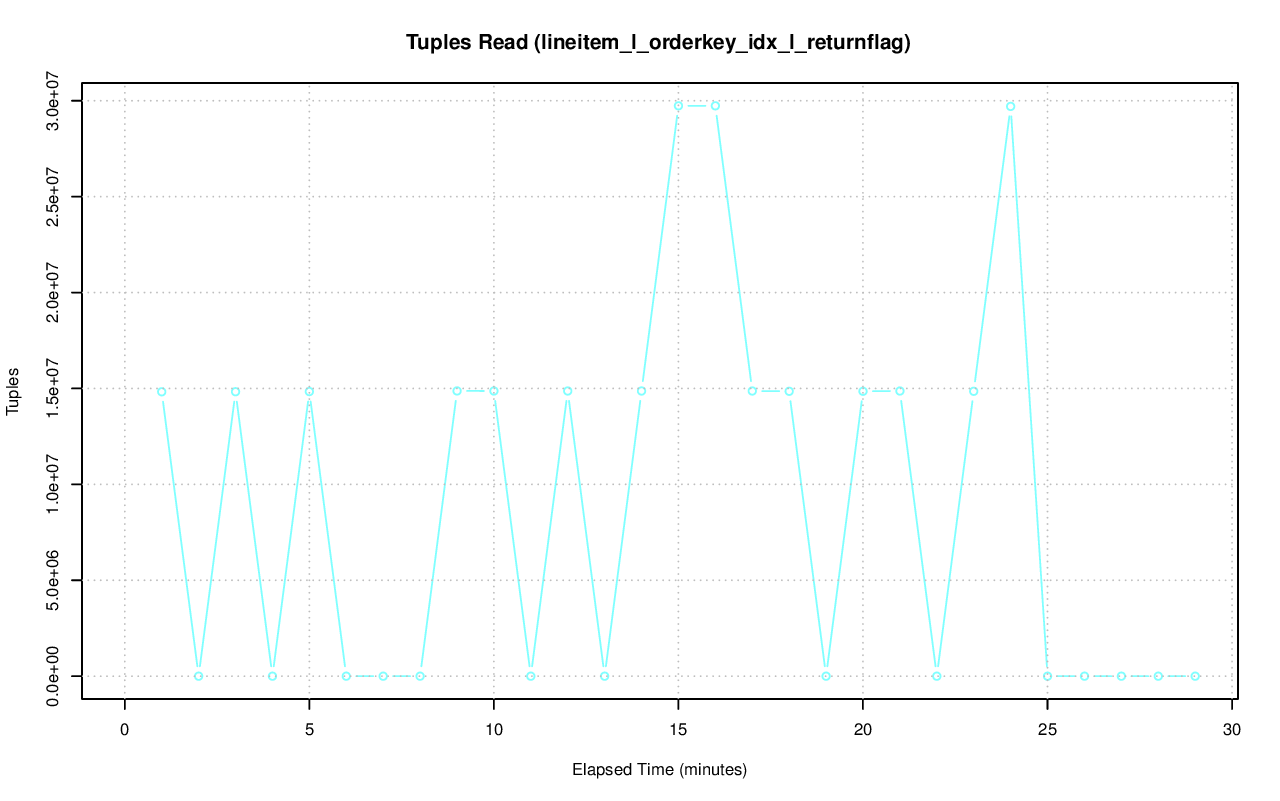 Tuples Read (lineitem_l_orderkey_idx_l_returnflag)
3.0e+07
2.5e+07
2.0e+07
1.5e+07
1.0e+07
5.0e+06
0.0e+00
Tuples
0 5 10 15 20 25 30
Elapsed Time (minutes)